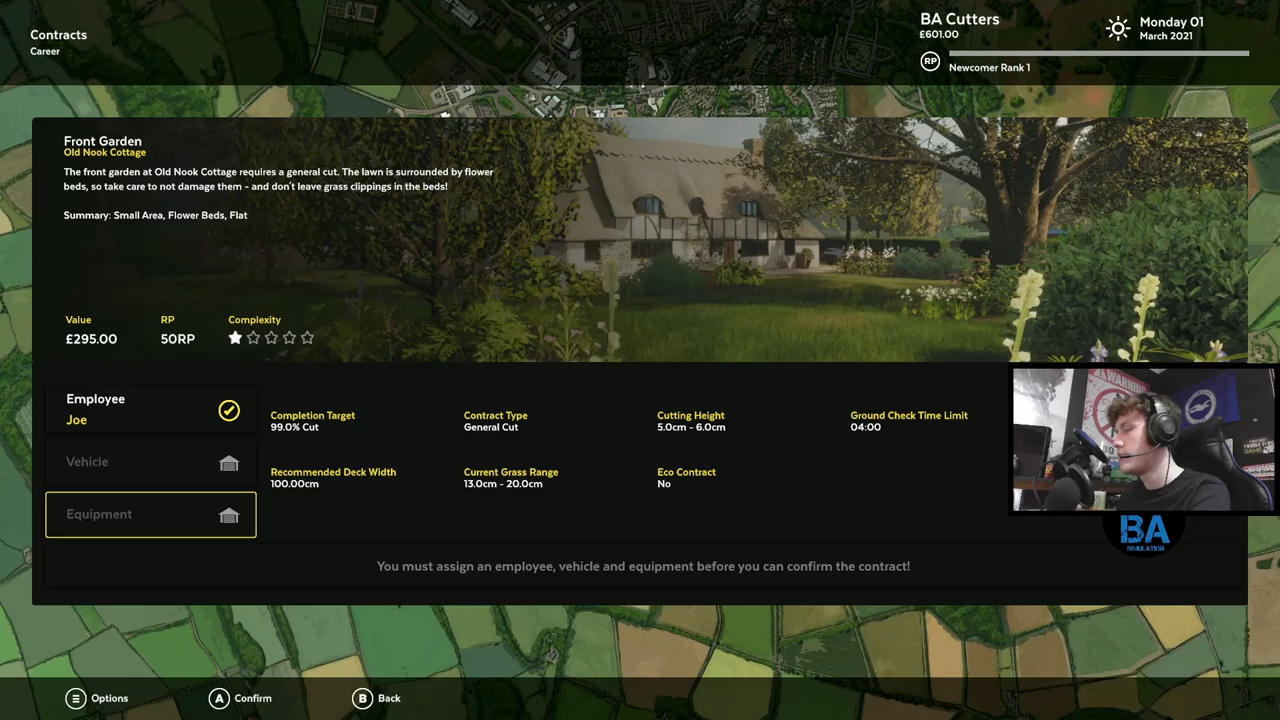 Contracts
Career
BA Cutters
£601.00
RP
Newcomer Rank 1
Monday 01
March 2021
Front Garden
Old Nook Cottage
The front garden at Old Nook Cottage requires a general cut. The lawn is surrounded by flower
beds, so take care to not damage them - and don't leave grass clippings in the beds!
Summary: Small Area, Flower Beds, Flat
Value
RP
Complexity
£295.00
50RP
Employee
Joe
Vehicle
Equipment
Completion Target
99.0% Cut
Contract Type
General Cut
Cutting Height
5.0cm - 6.0cm
Ground Check Time Limit
04:00
Recommended Deck Width
100.00cm
Current Grass Range
13.0cm - 20.0cm
Eco Contract
No
WARNING
BA
SIMULATION
You must assign an employee, vehicle and equipment before you can confirm the contract!
Options
A Confirm
B Back